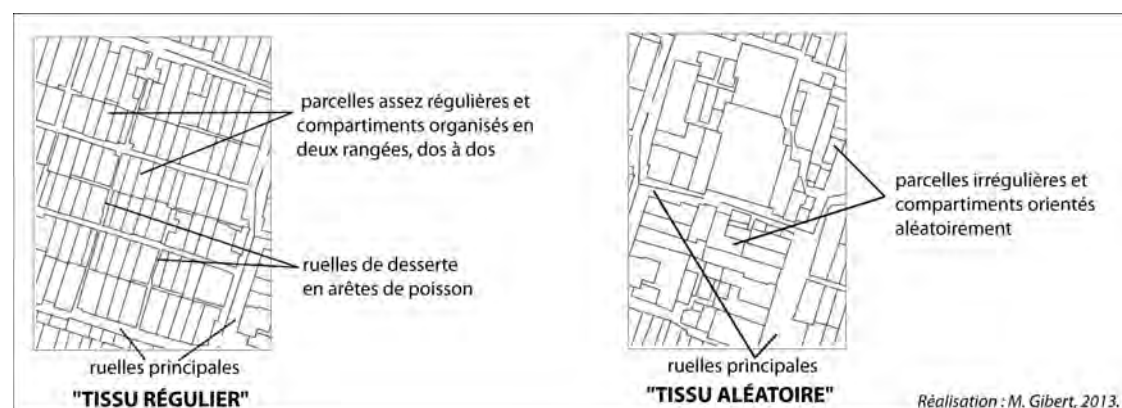 parcelles assez régulières et
compartiments organisés en
deux rangées, dos à dos
ruelles de desserte
en arêtes de poisson
ruelles principales
"TISSU RÉGULIER"
parcelles irrégulières et
compartiments orientés
aléatoirement
ruelles principales
"TISSU ALÉATOIRE"
Réalisation : M. Gibert, 2013.